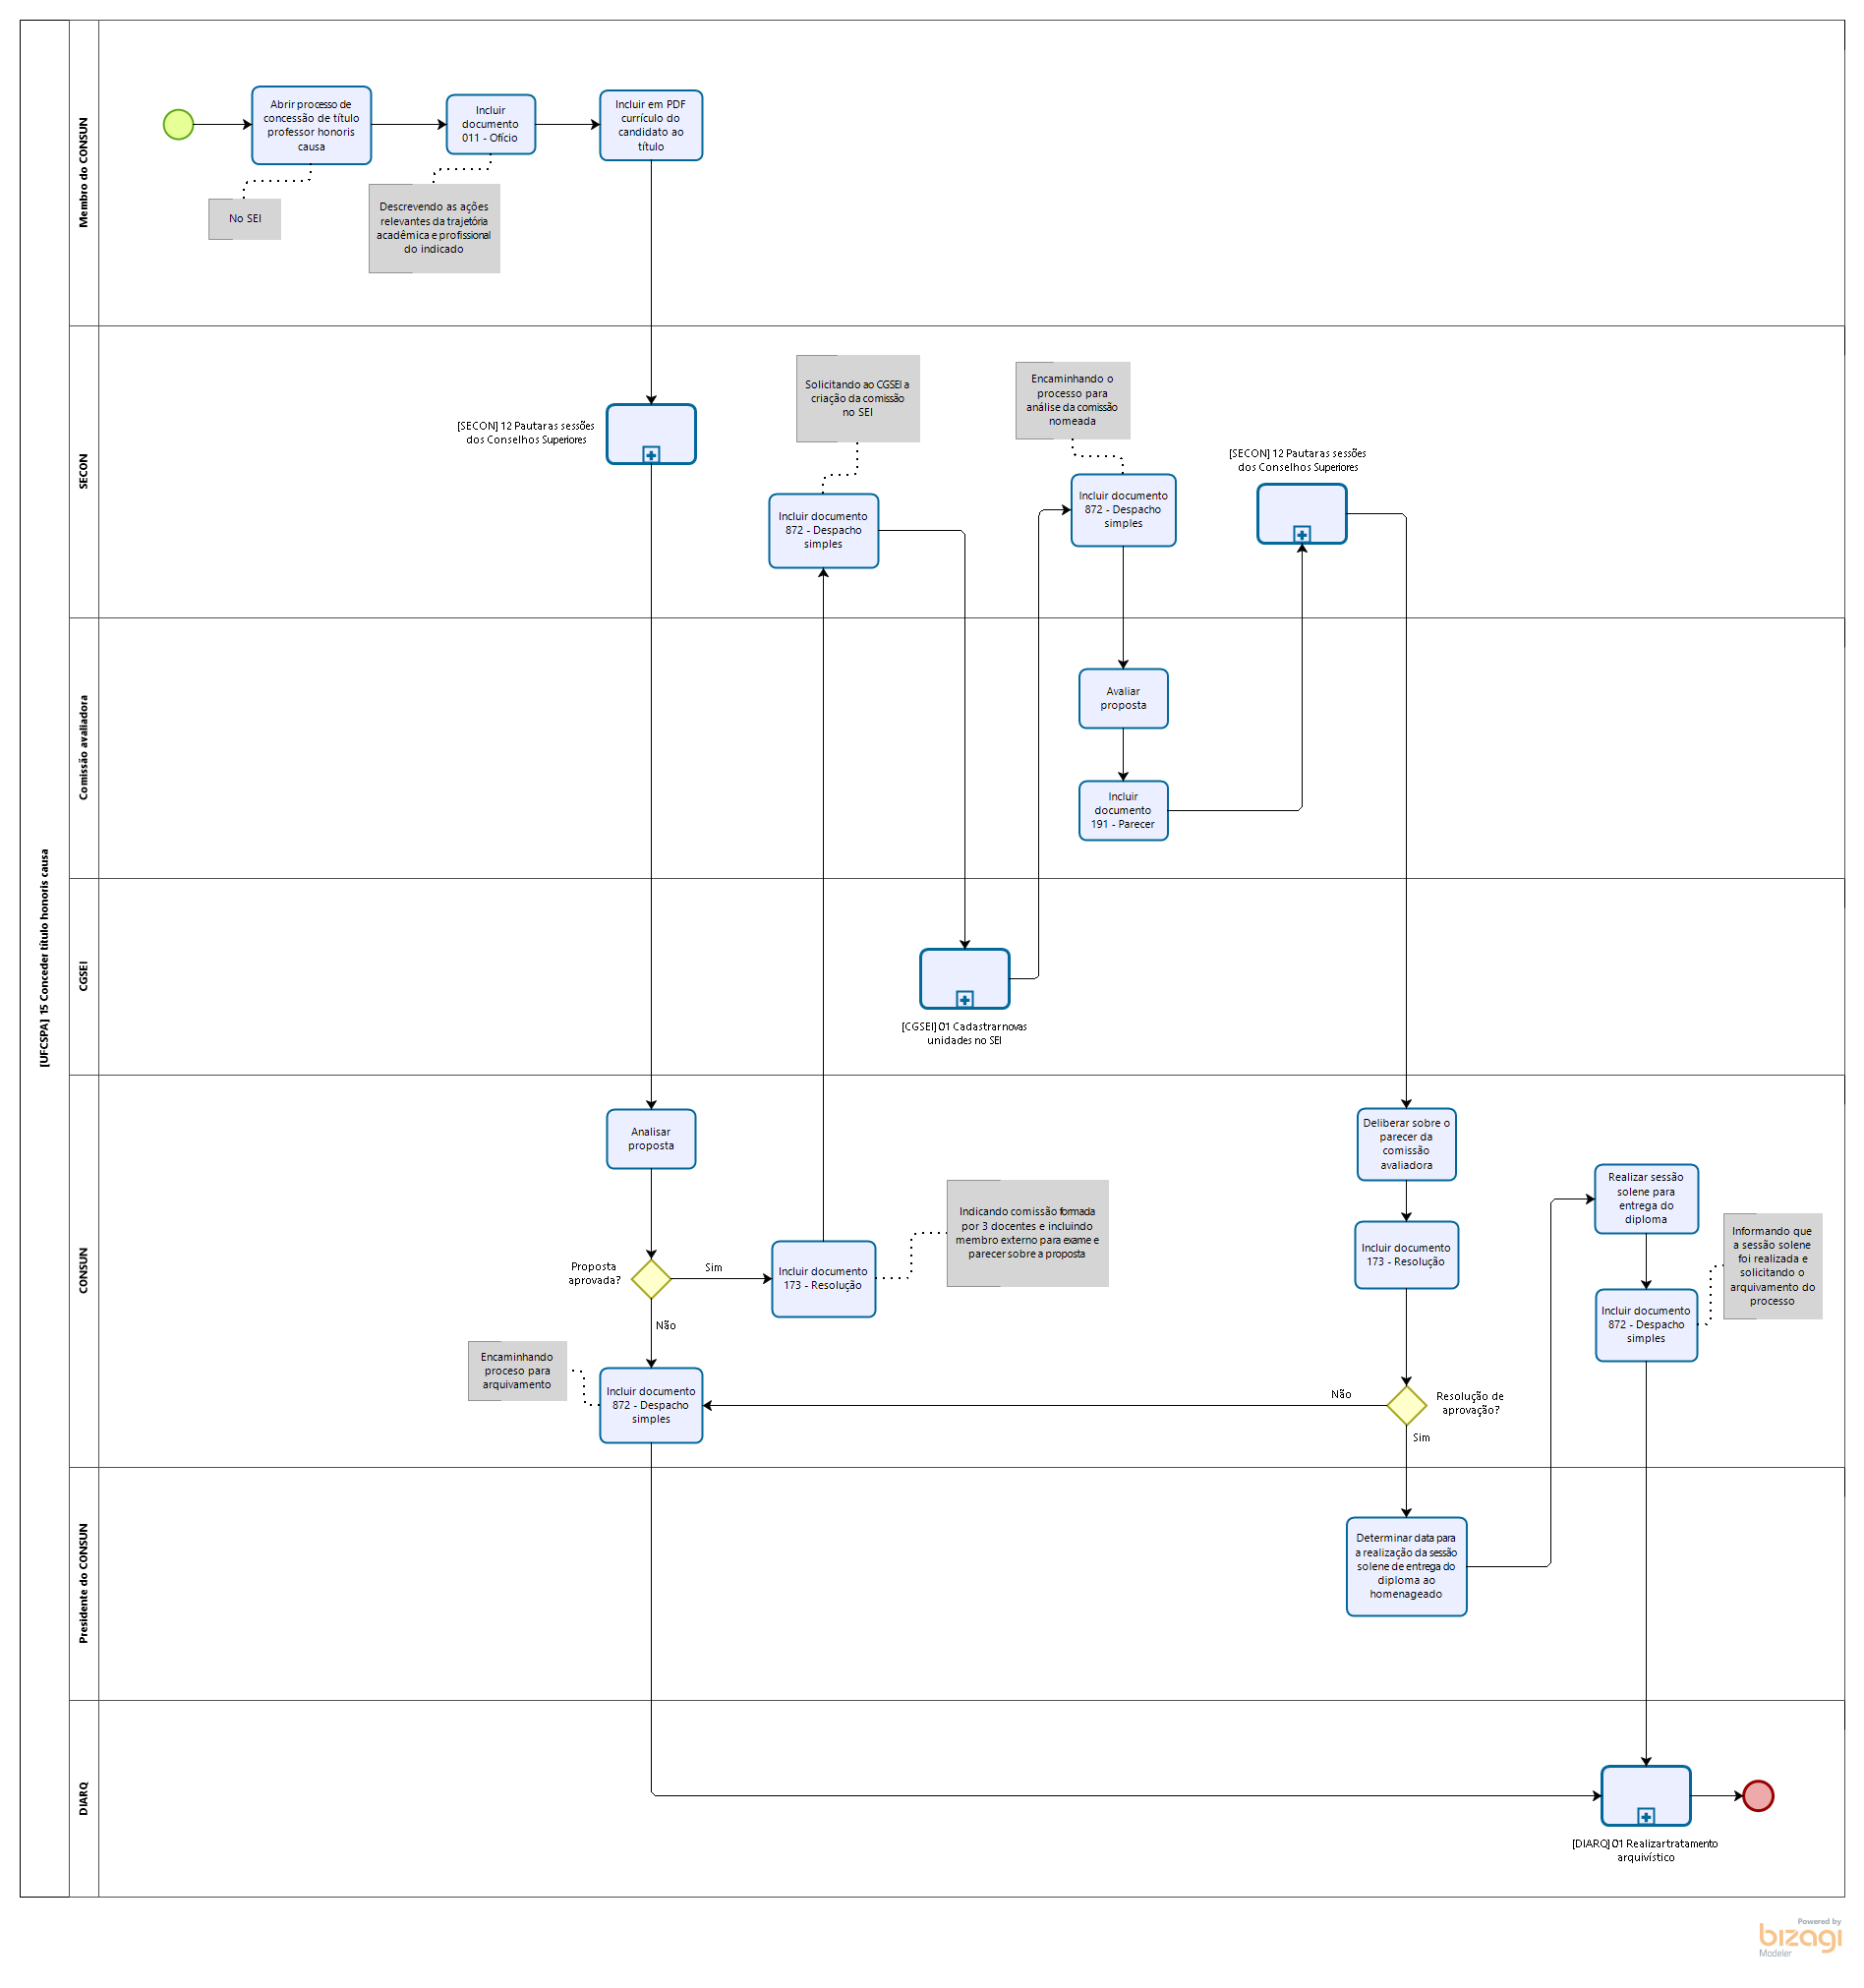 [UFCSPA] 15 Conceder título honoris causa
Membro do CONSUN
Abrir processo de
concessão de título
professor honoris
causa
No SEI
Incluir
documento
011 - Ofício
Descrevendo as ações
relevantes da trajetória
acadêmica e profissional
do indicado
Incluir em PDF
currículo do
candidato ao
título
SECON
[SECON] 12 Pautar as sessões
dos Conselhos Superiores
Solicitando ao CGSEI a
criação da comissão
no SEI
Incluir documento
872 - Despacho
simples
Encaminhando o
processo para
análise da comissão
nomeada
Incluir documento
872 - Despacho
simples
[SECON] 12 Pautar as sessões
dos Conselhos Superiores
Comissão avaliadora
Avaliar
proposta
Incluir
documento
191 - Parecer
CGSEI
[CGSEI] 01 Cadastrar novas
unidades no SEI
CONSUN
Analisar
proposta
Proposta
aprovada?
Sim
Não
Incluir documento
173 - Resolução
Indicando comissão formada
por 3 docentes e incluindo
membro externo para exame e
parecer sobre a proposta
Encaminhando
proceso para
arquivamento
Incluir documento
872 - Despacho
simples
Deliberar sobre o
parecer da
comissão
avaliadora
Incluir documento
173 - Resolução
Não
Resolução de
aprovação?
Sim
Realizar sessão
solene para
entrega do
diploma
Informando que
a sessão solene
foi realizada e
solicitando o
arquivamento do
processo
Incluir documento
872 - Despacho
simples
Presidente do CONSUN
Determinar data para
a realização da sessão
solene de entrega do
diploma ao
homenageado
DIARQ
[DIARQ] 01 Realizar tratamento
arquivístico
Powered by
bizagi
Modeler